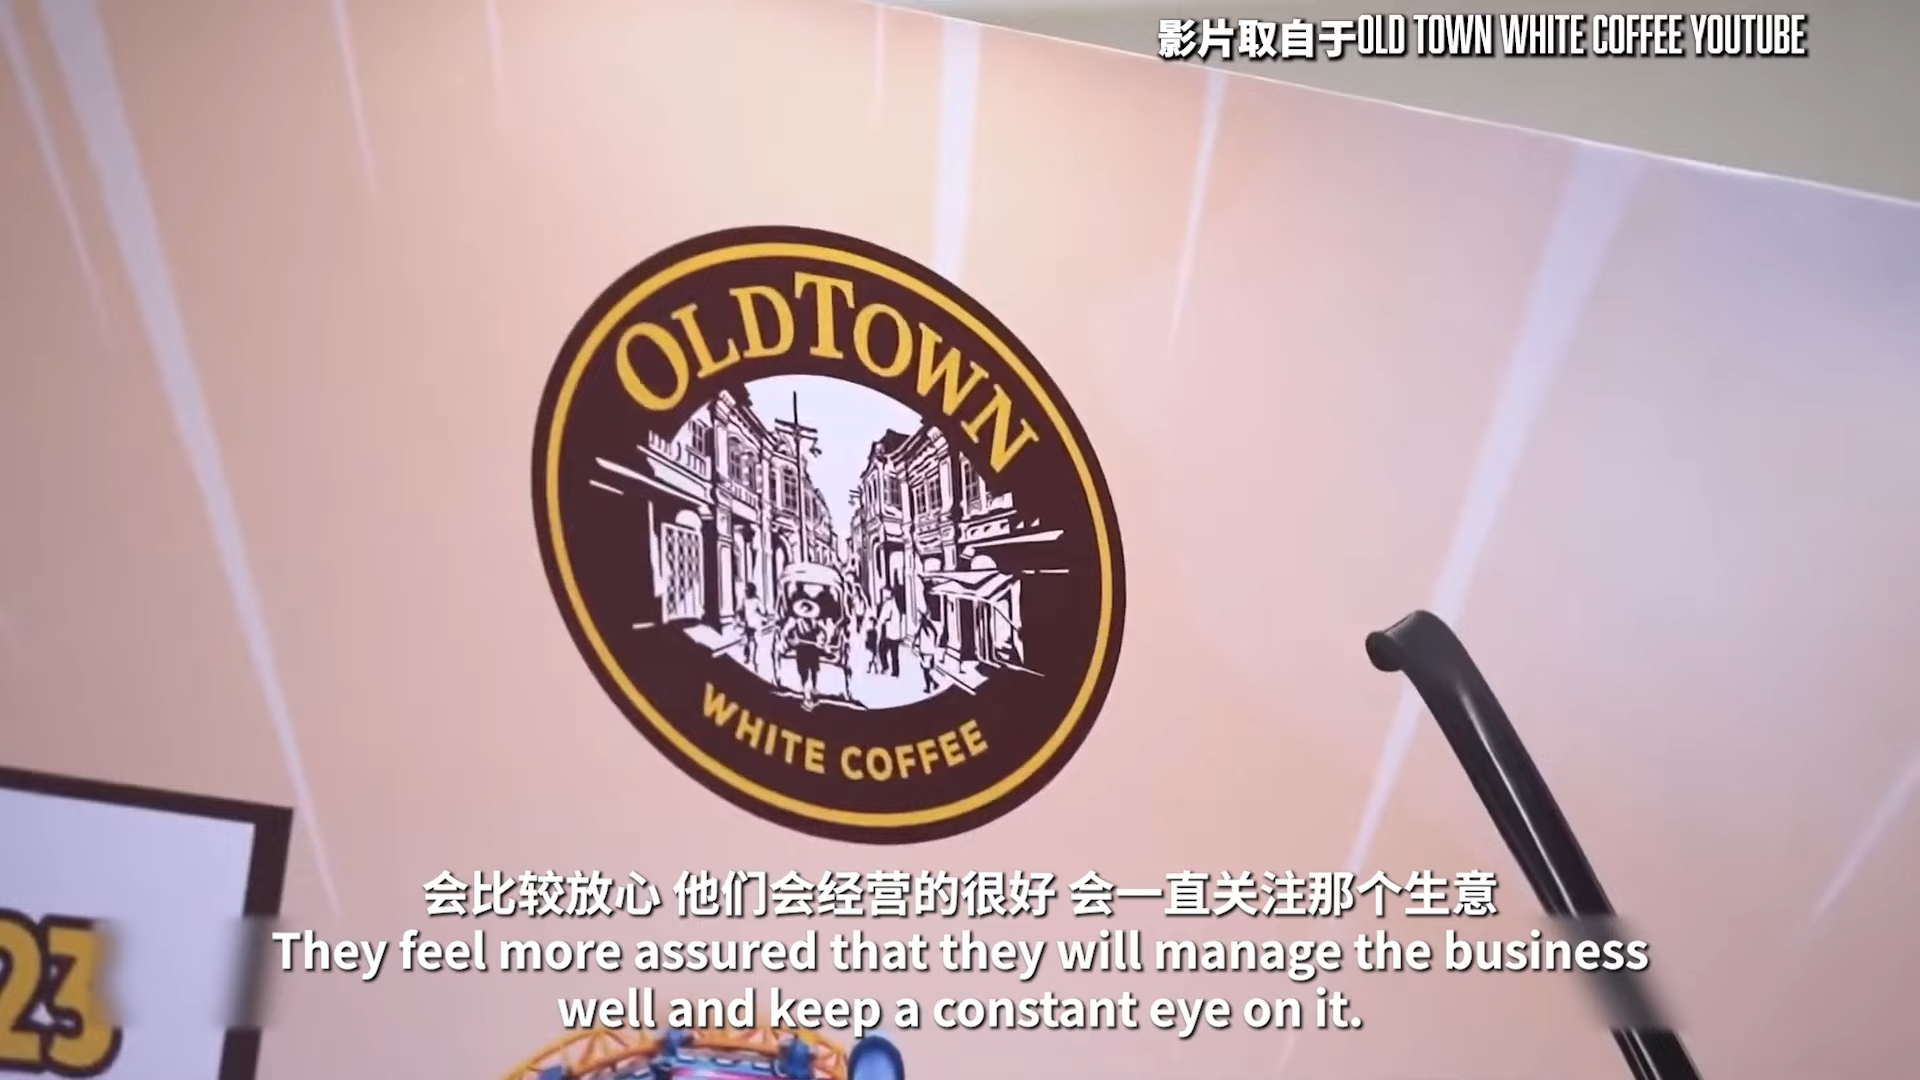 影片取自于OLD TOWN WHITE COFFEE YOUTUBE
OLDTOWN
WHITE COFFEE
23
会比较放心 他们会经营的很好 会一直关注那个生意
They feel more assured that they will manage the business
well and keep a constant eye on it.